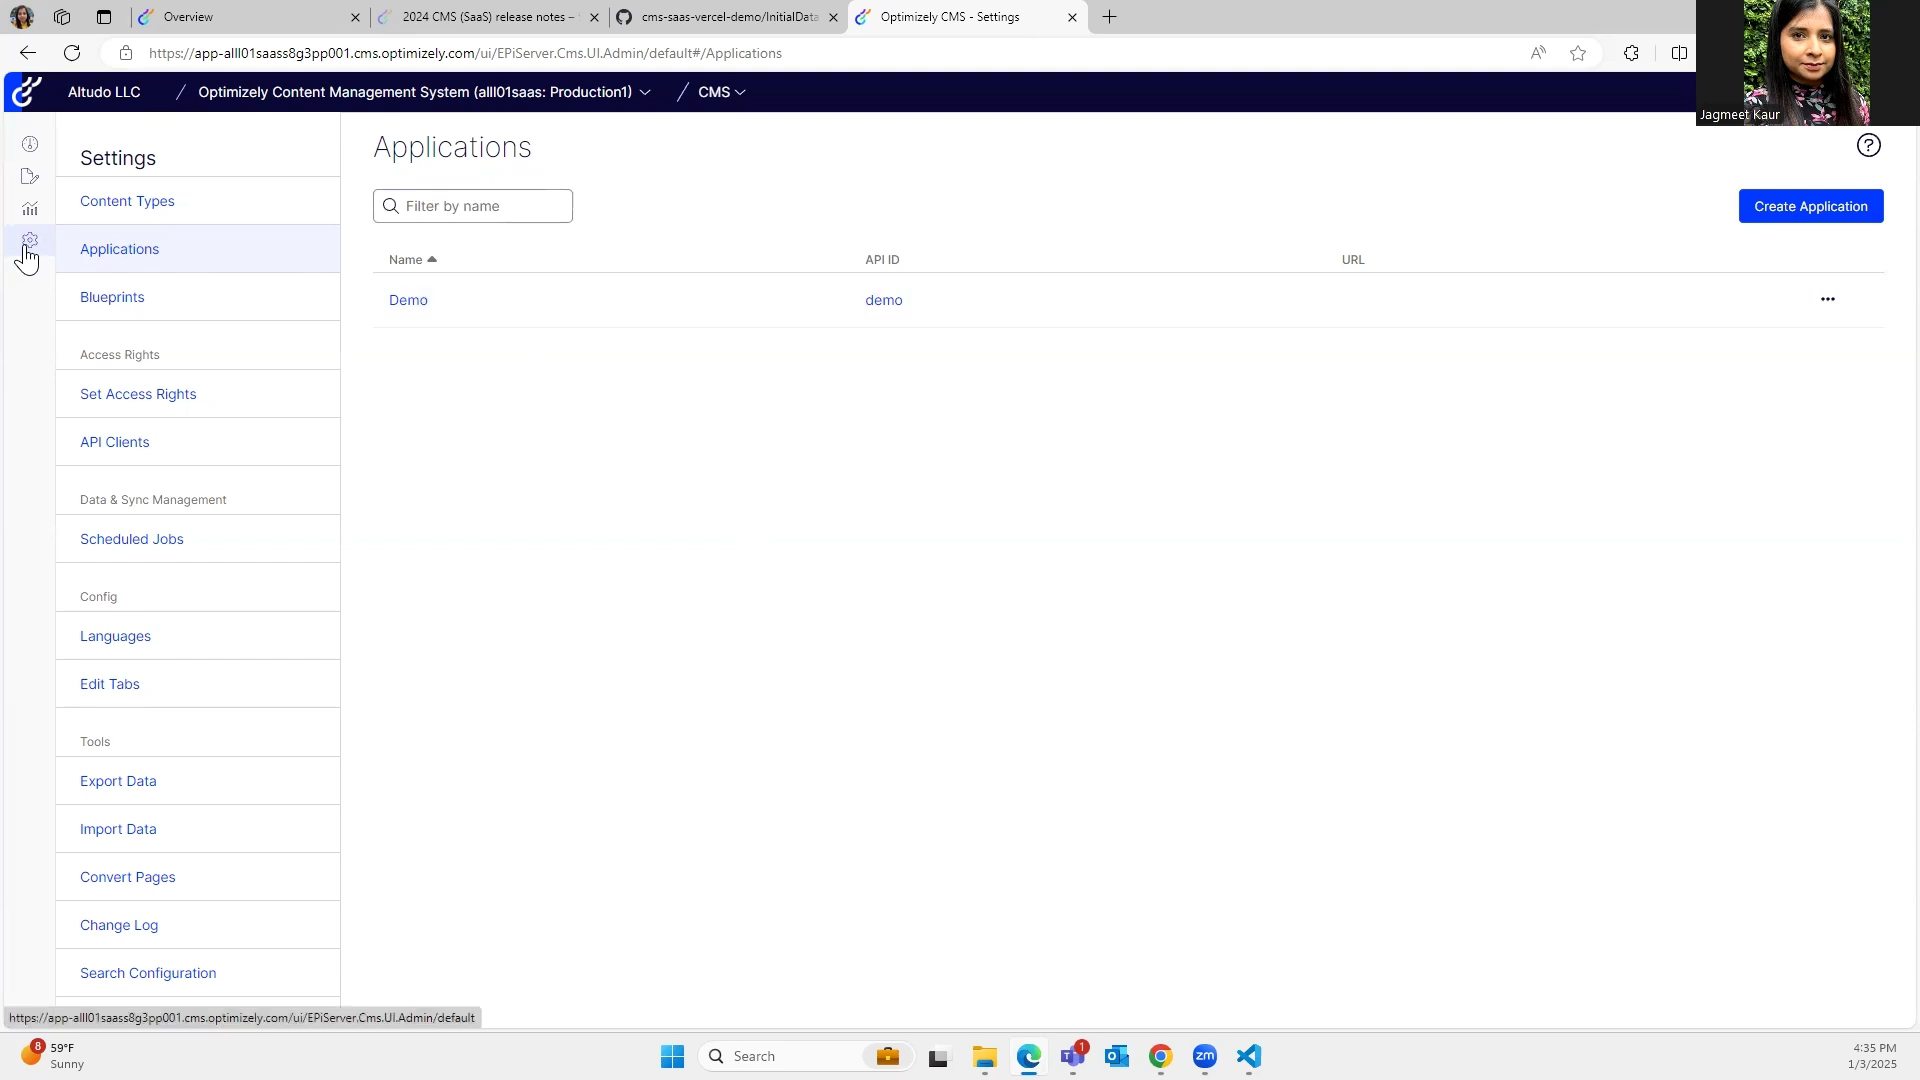 Overview
2024 CMS (SaaS) release notes –
cms-saas-vercel-demo/InitialData
Optimizely CMS - Settings
https://app-alll01saass8g3pp001.cms.optimizely.com/ui/EPiServer.Cms.UI.Admin/default#/Applications
Altudo LLC / Optimizely Content Management System (alll01saas: Production1) / CMS
Jagmeet Kaur
Settings
Content Types
Applications
Blueprints
Access Rights
Set Access Rights
API Clients
Data & Sync Management
Scheduled Jobs
Config
Languages
Edit Tabs
Tools
Export Data
Import Data
Convert Pages
Change Log
Search Configuration
Applications
Filter by name
Create Application
Name API ID URL
Demo demo
https://app-alll01saass8g3pp001.cms.optimizely.com/ui/EPiServer.Cms.UI.Admin/default
8
59°F
Sunny
Search
1
zm
4:35 PM
1/3/2025